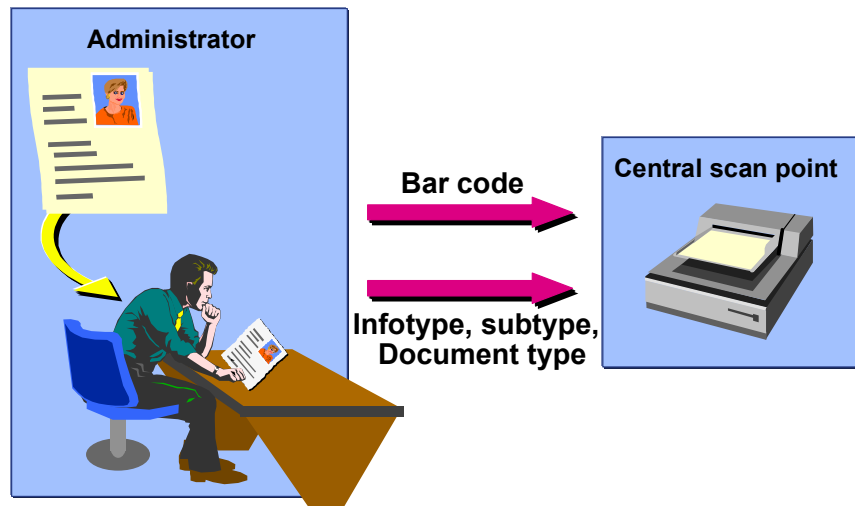 Administrator
Bar code
Infotype, subtype,
Document type
Central scan point